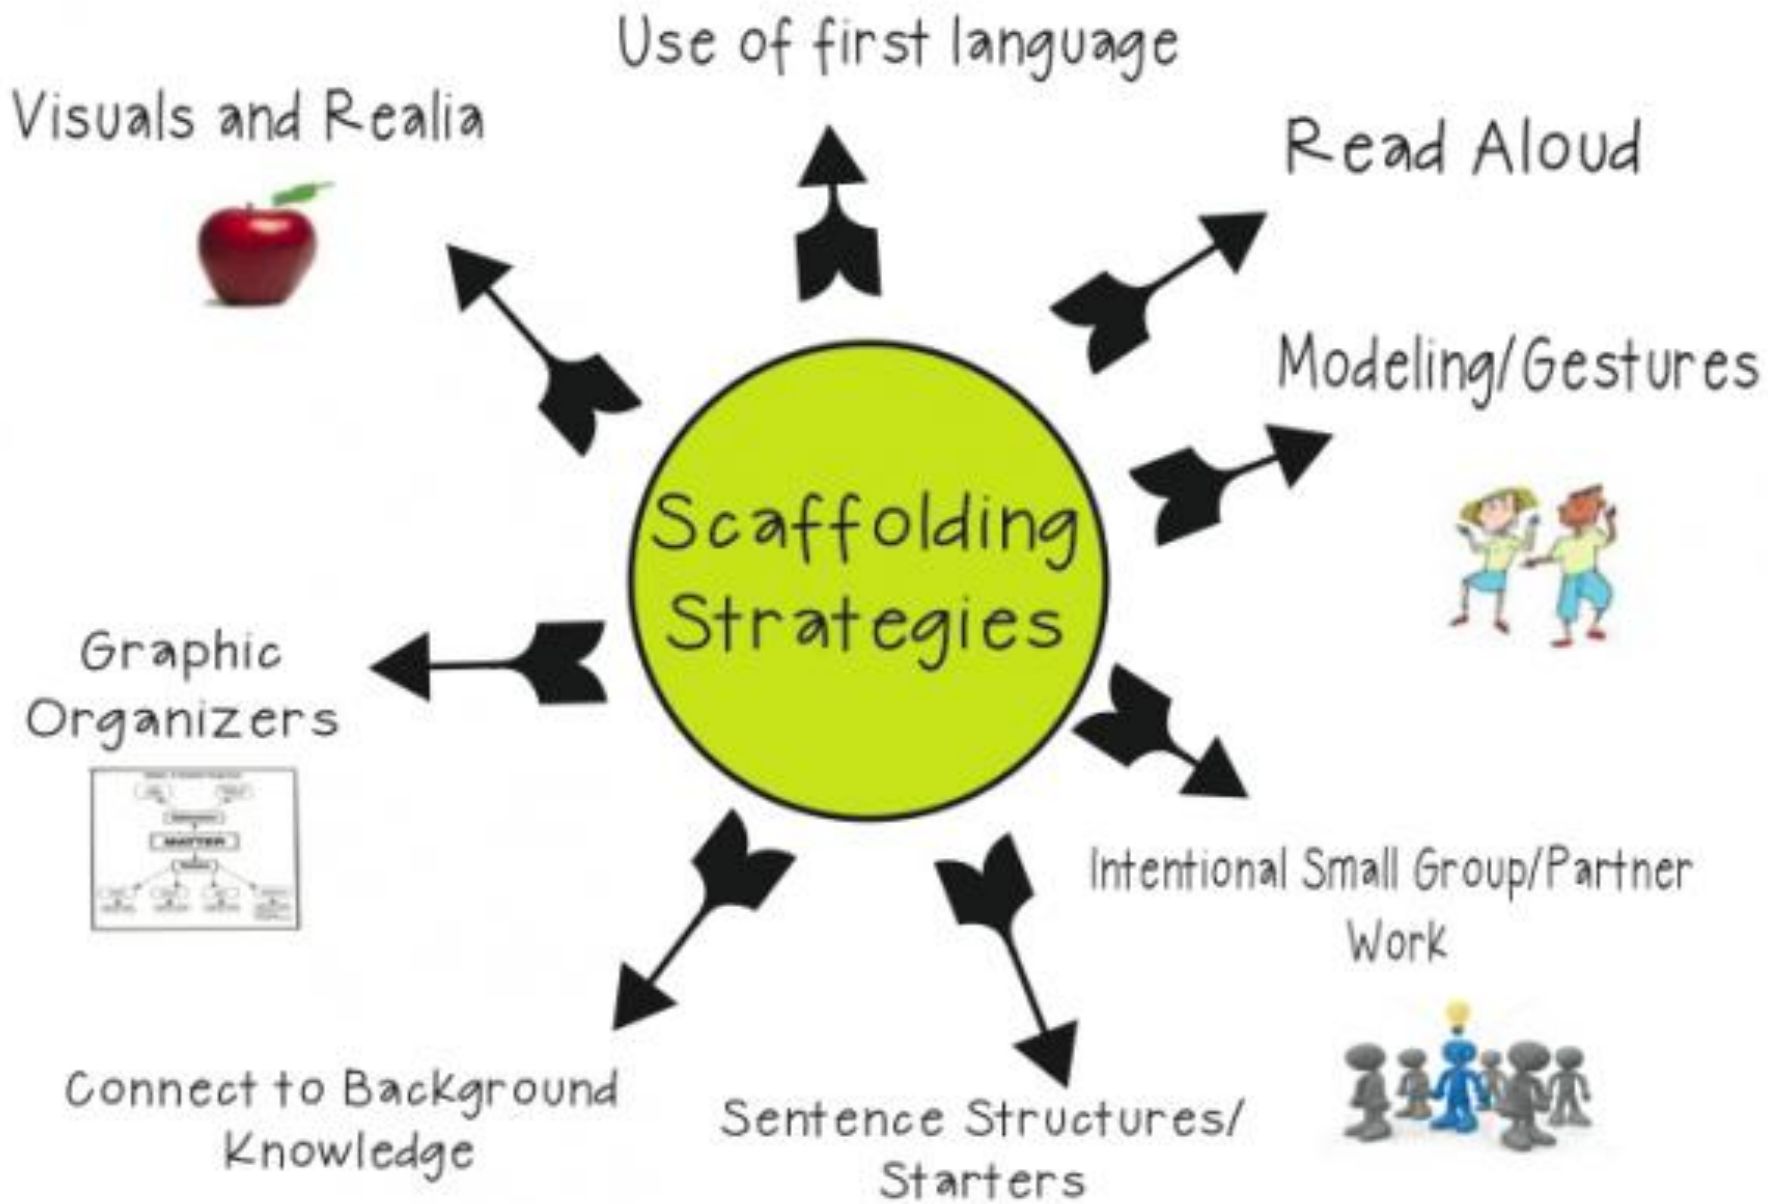 Use of first language
Visuals and Realia
Read Aloud
Modeling/Gestures
Scaffolding
Strategies
Graphic
Organizers
MATTER
Intentional Small Group/Partner
Work
Connect to Background
Knowledge
Sentence Structures/
Starters